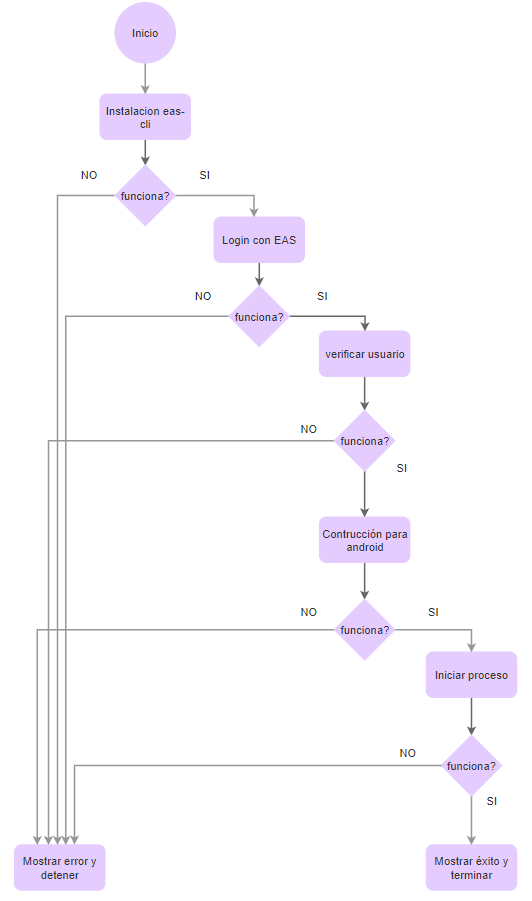 Inicio
Instalacion eas-
cli
NO
SI
funciona?
Login con EAS
NO
SI
funciona?
verificar usuario
NO
funciona?
SI
Contrucción para
android
NO
SI
funciona?
Iniciar proceso
NO
funciona?
SI
Mostrar error y
detener
Mostrar éxito y
terminar